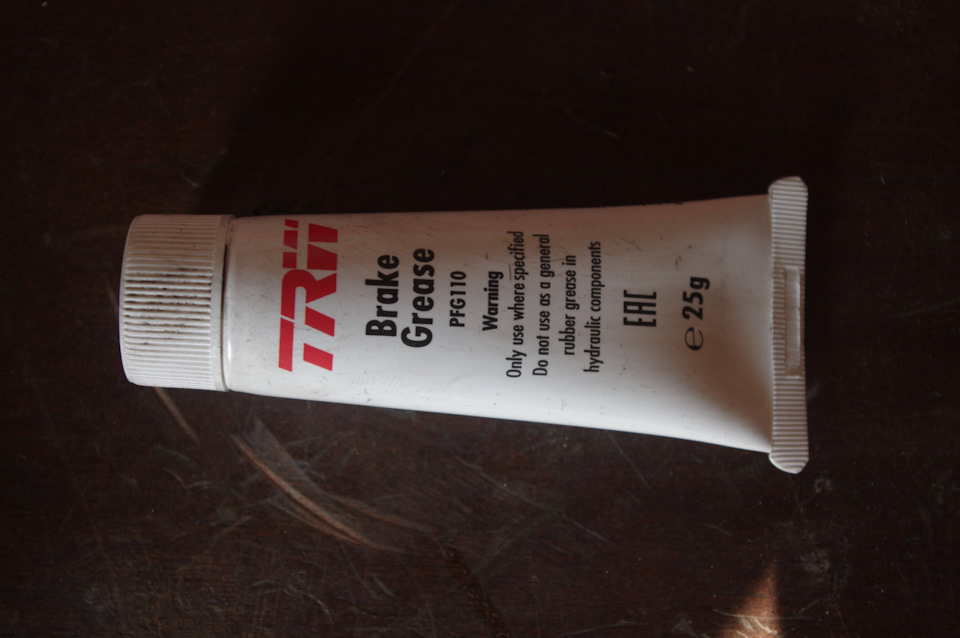 TRW
Brake
Grease
PFG110
Warning
Only use where specified
Do not use as a general
rubber grease in
hydraulic components
EAC
℮ 25g